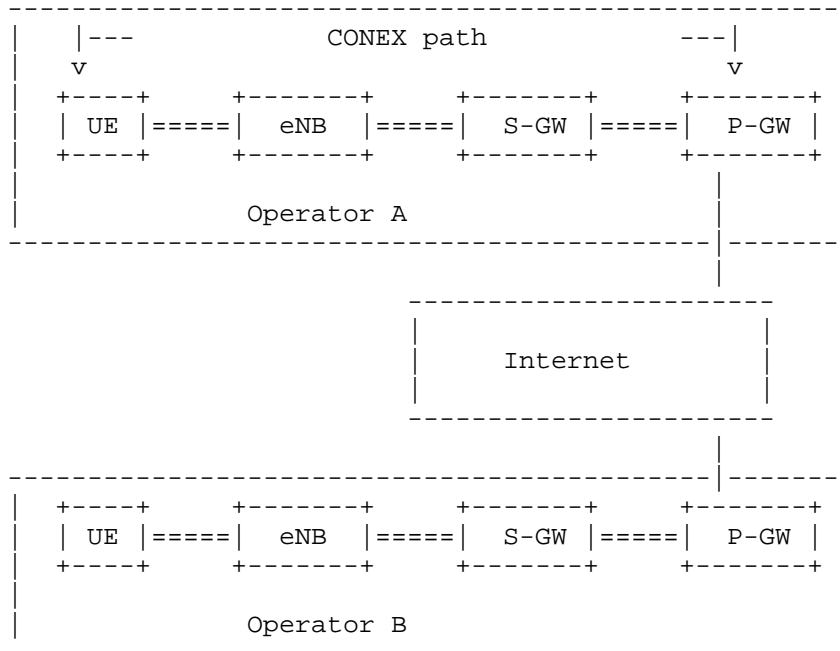 CONEX path
v v
UE eNB S-GW P-GW
Operator A
Internet
UE eNB S-GW P-GW
Operator B